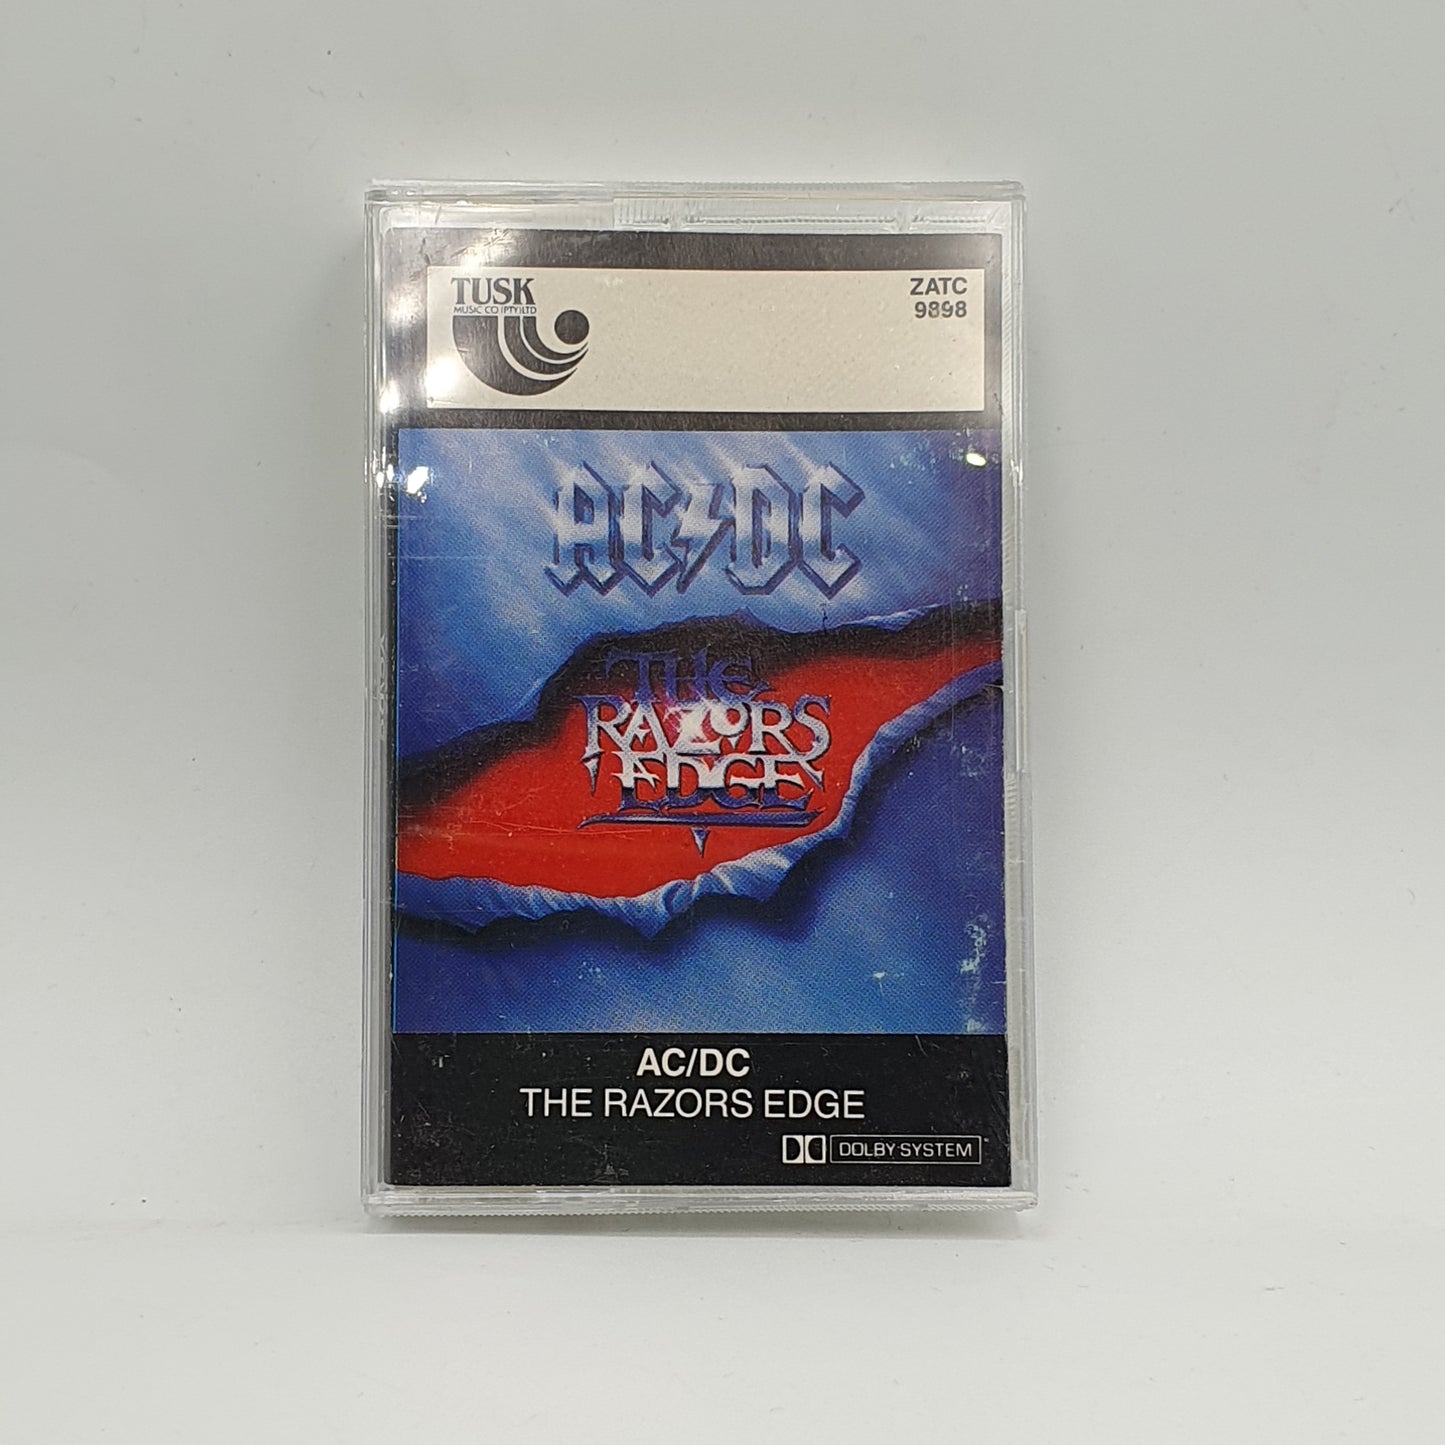 TUSK
MUSIC CO (PTY) LTD
ZATC
9898
AC/DC
THE
RAZORS
EDGE
AC/DC
THE RAZORS EDGE
DOLBY SYSTEM